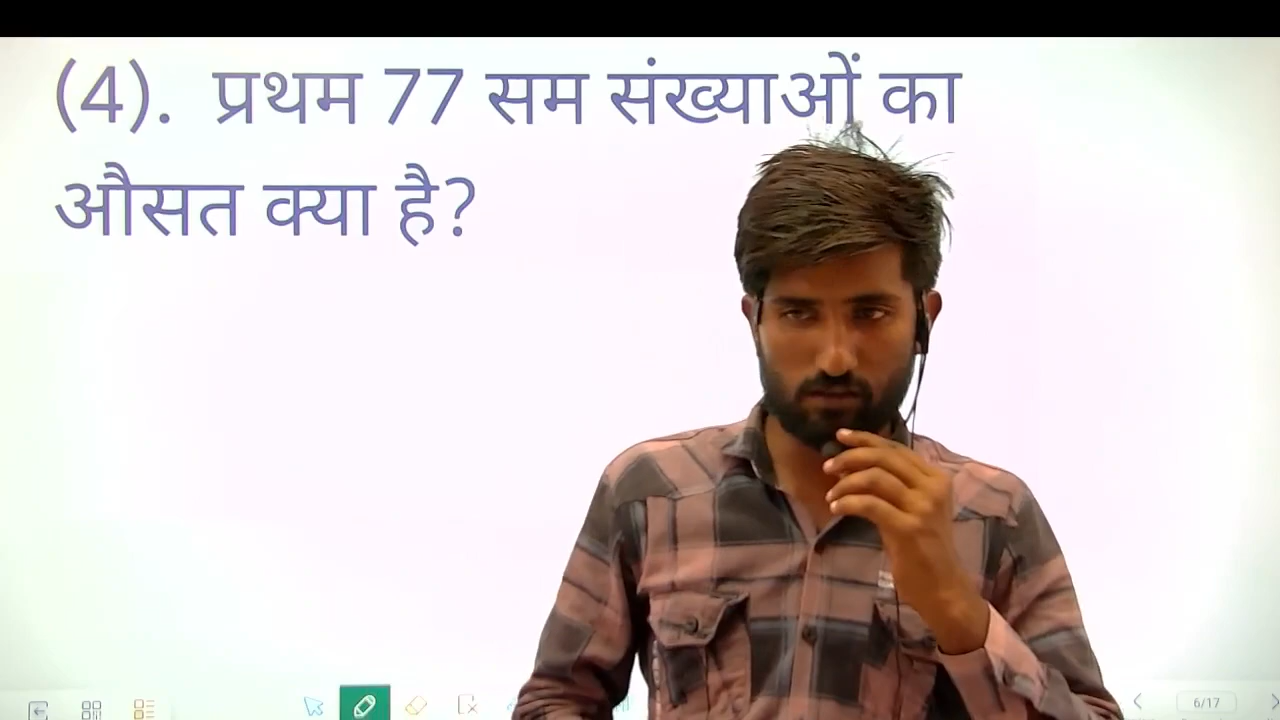 (4). प्रथम 77 सम संख्याओं का
औसत क्या है?
6/17